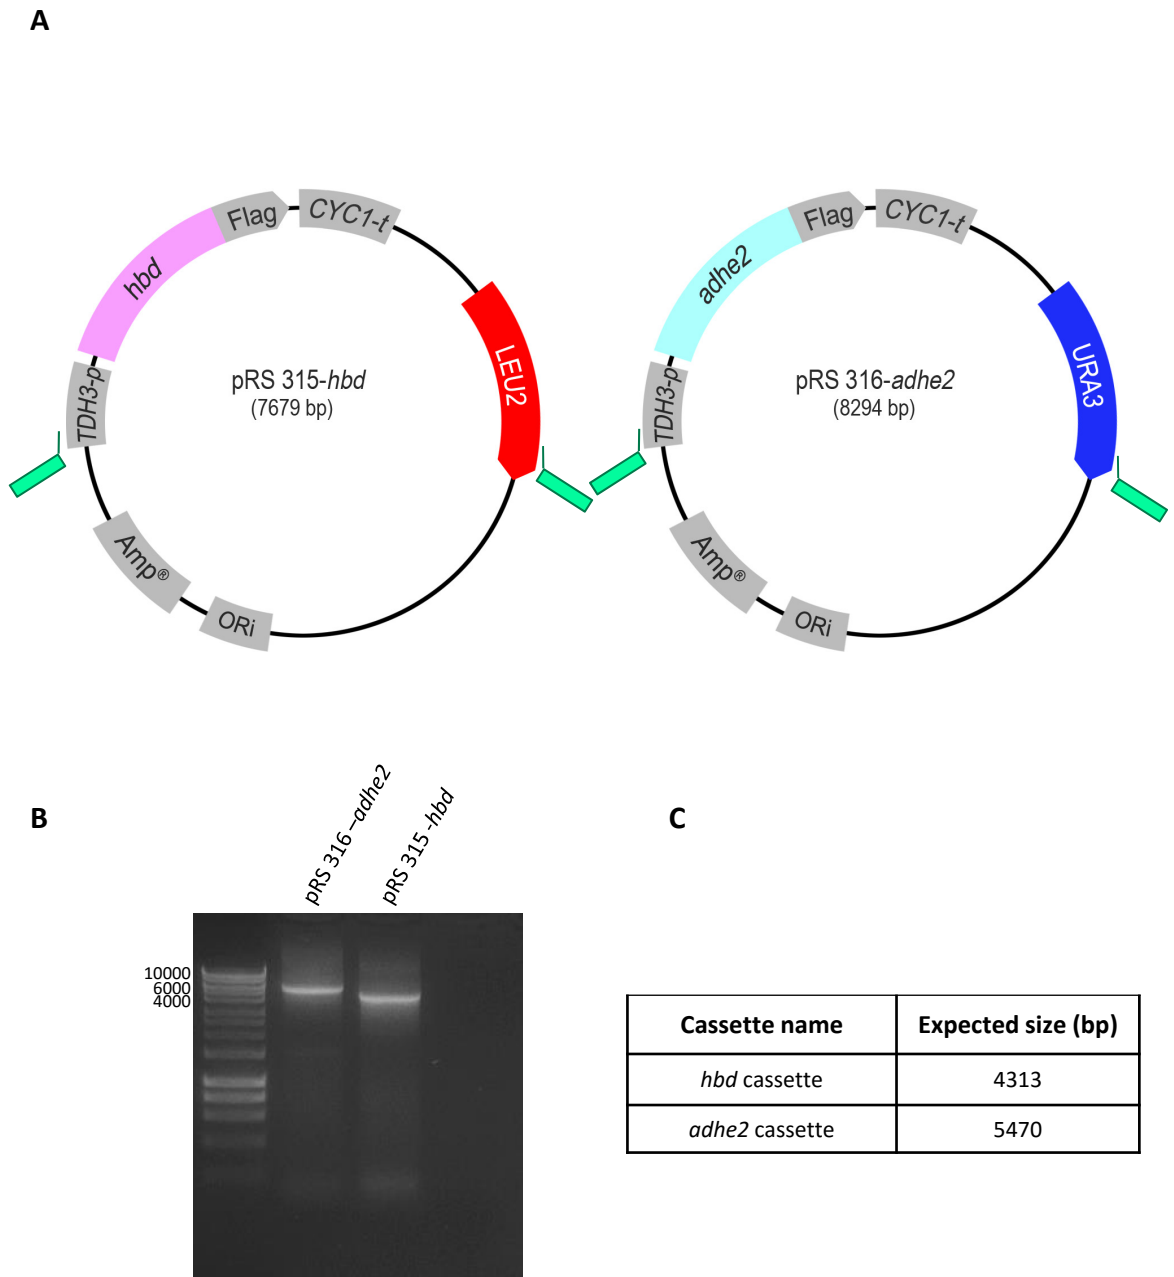 A
Flag
CYC1-t
hbd
LEU2
TDH3-p
pRS 315-hbd
(7679 bp)
Amp®
ORi
Flag
CYC1-t
adhe2
URA3
TDH3-p
pRS 316-adhe2
(8294 bp)
Amp®
ORi
B
pRS 316 –adhe2
pRS 315 -hbd
10000
6000
4000
C
Cassette name Expected size (bp)
hbd cassette 4313
adhe2 cassette 5470